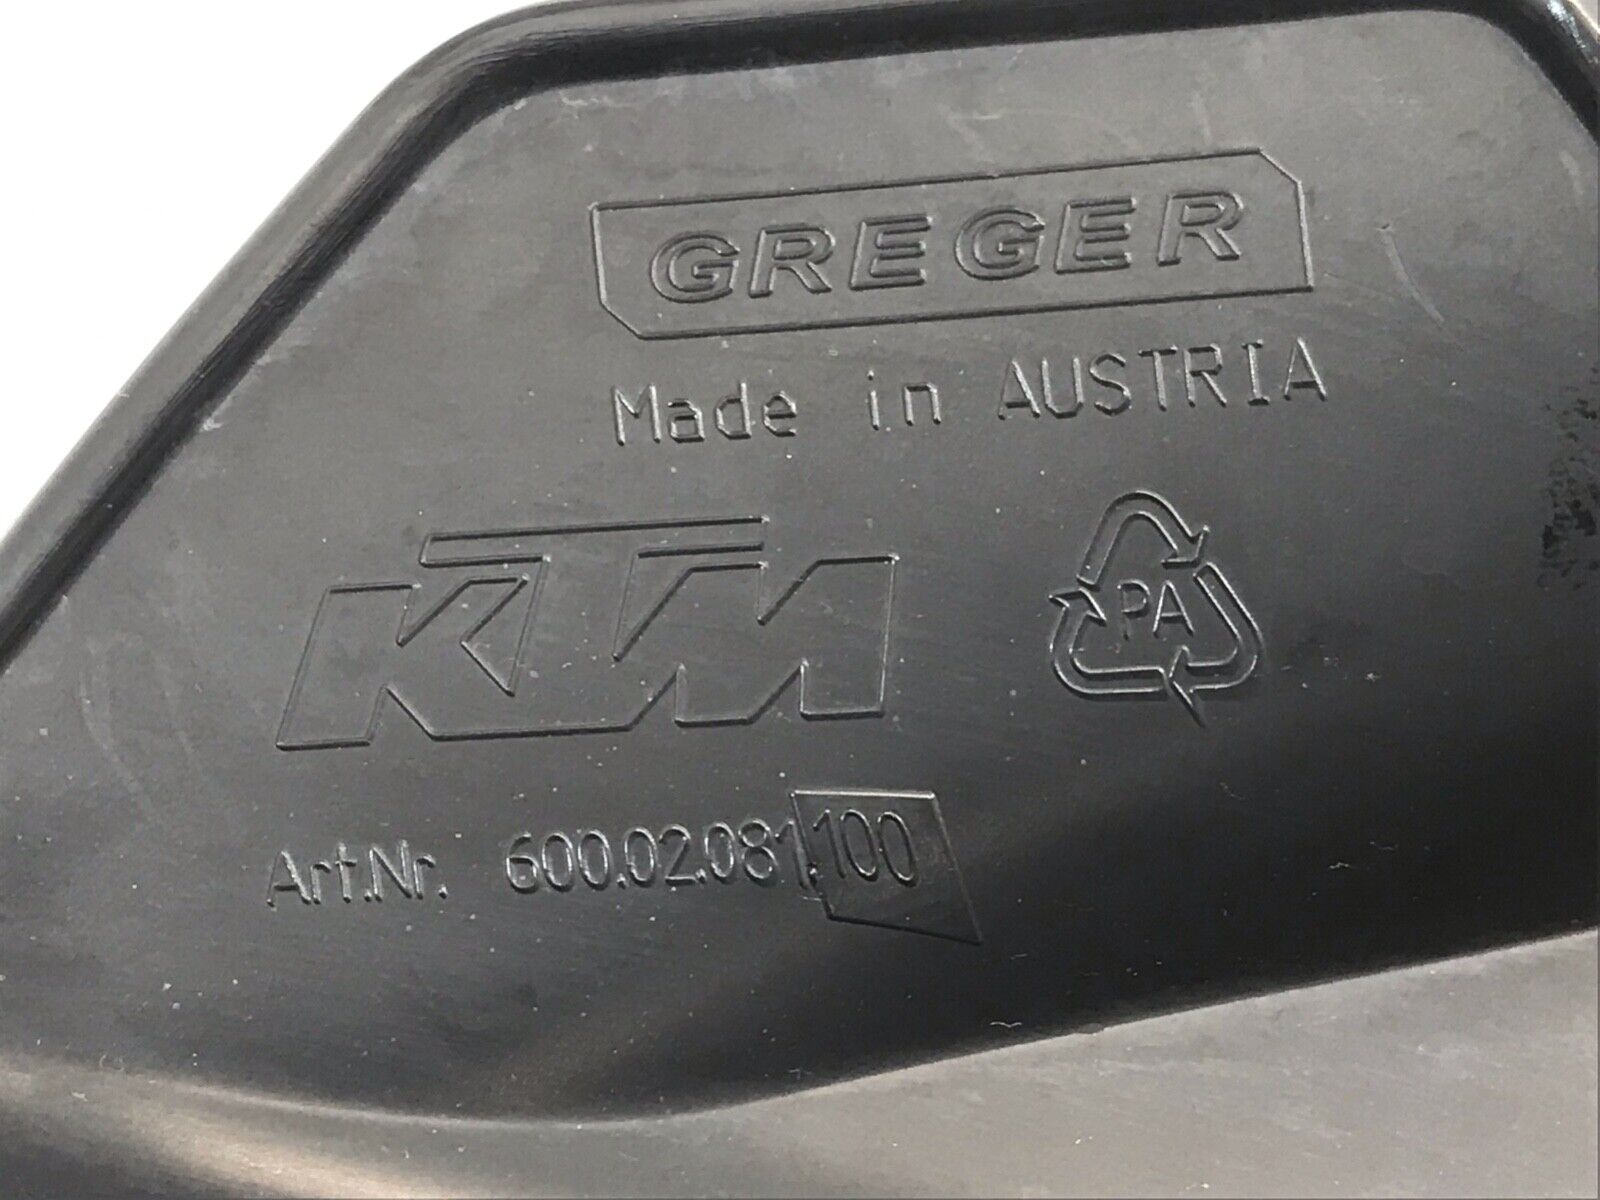 GREGER
Made in AUSTRIA
KTM
PA
Art.Nr. 600.02.081.100